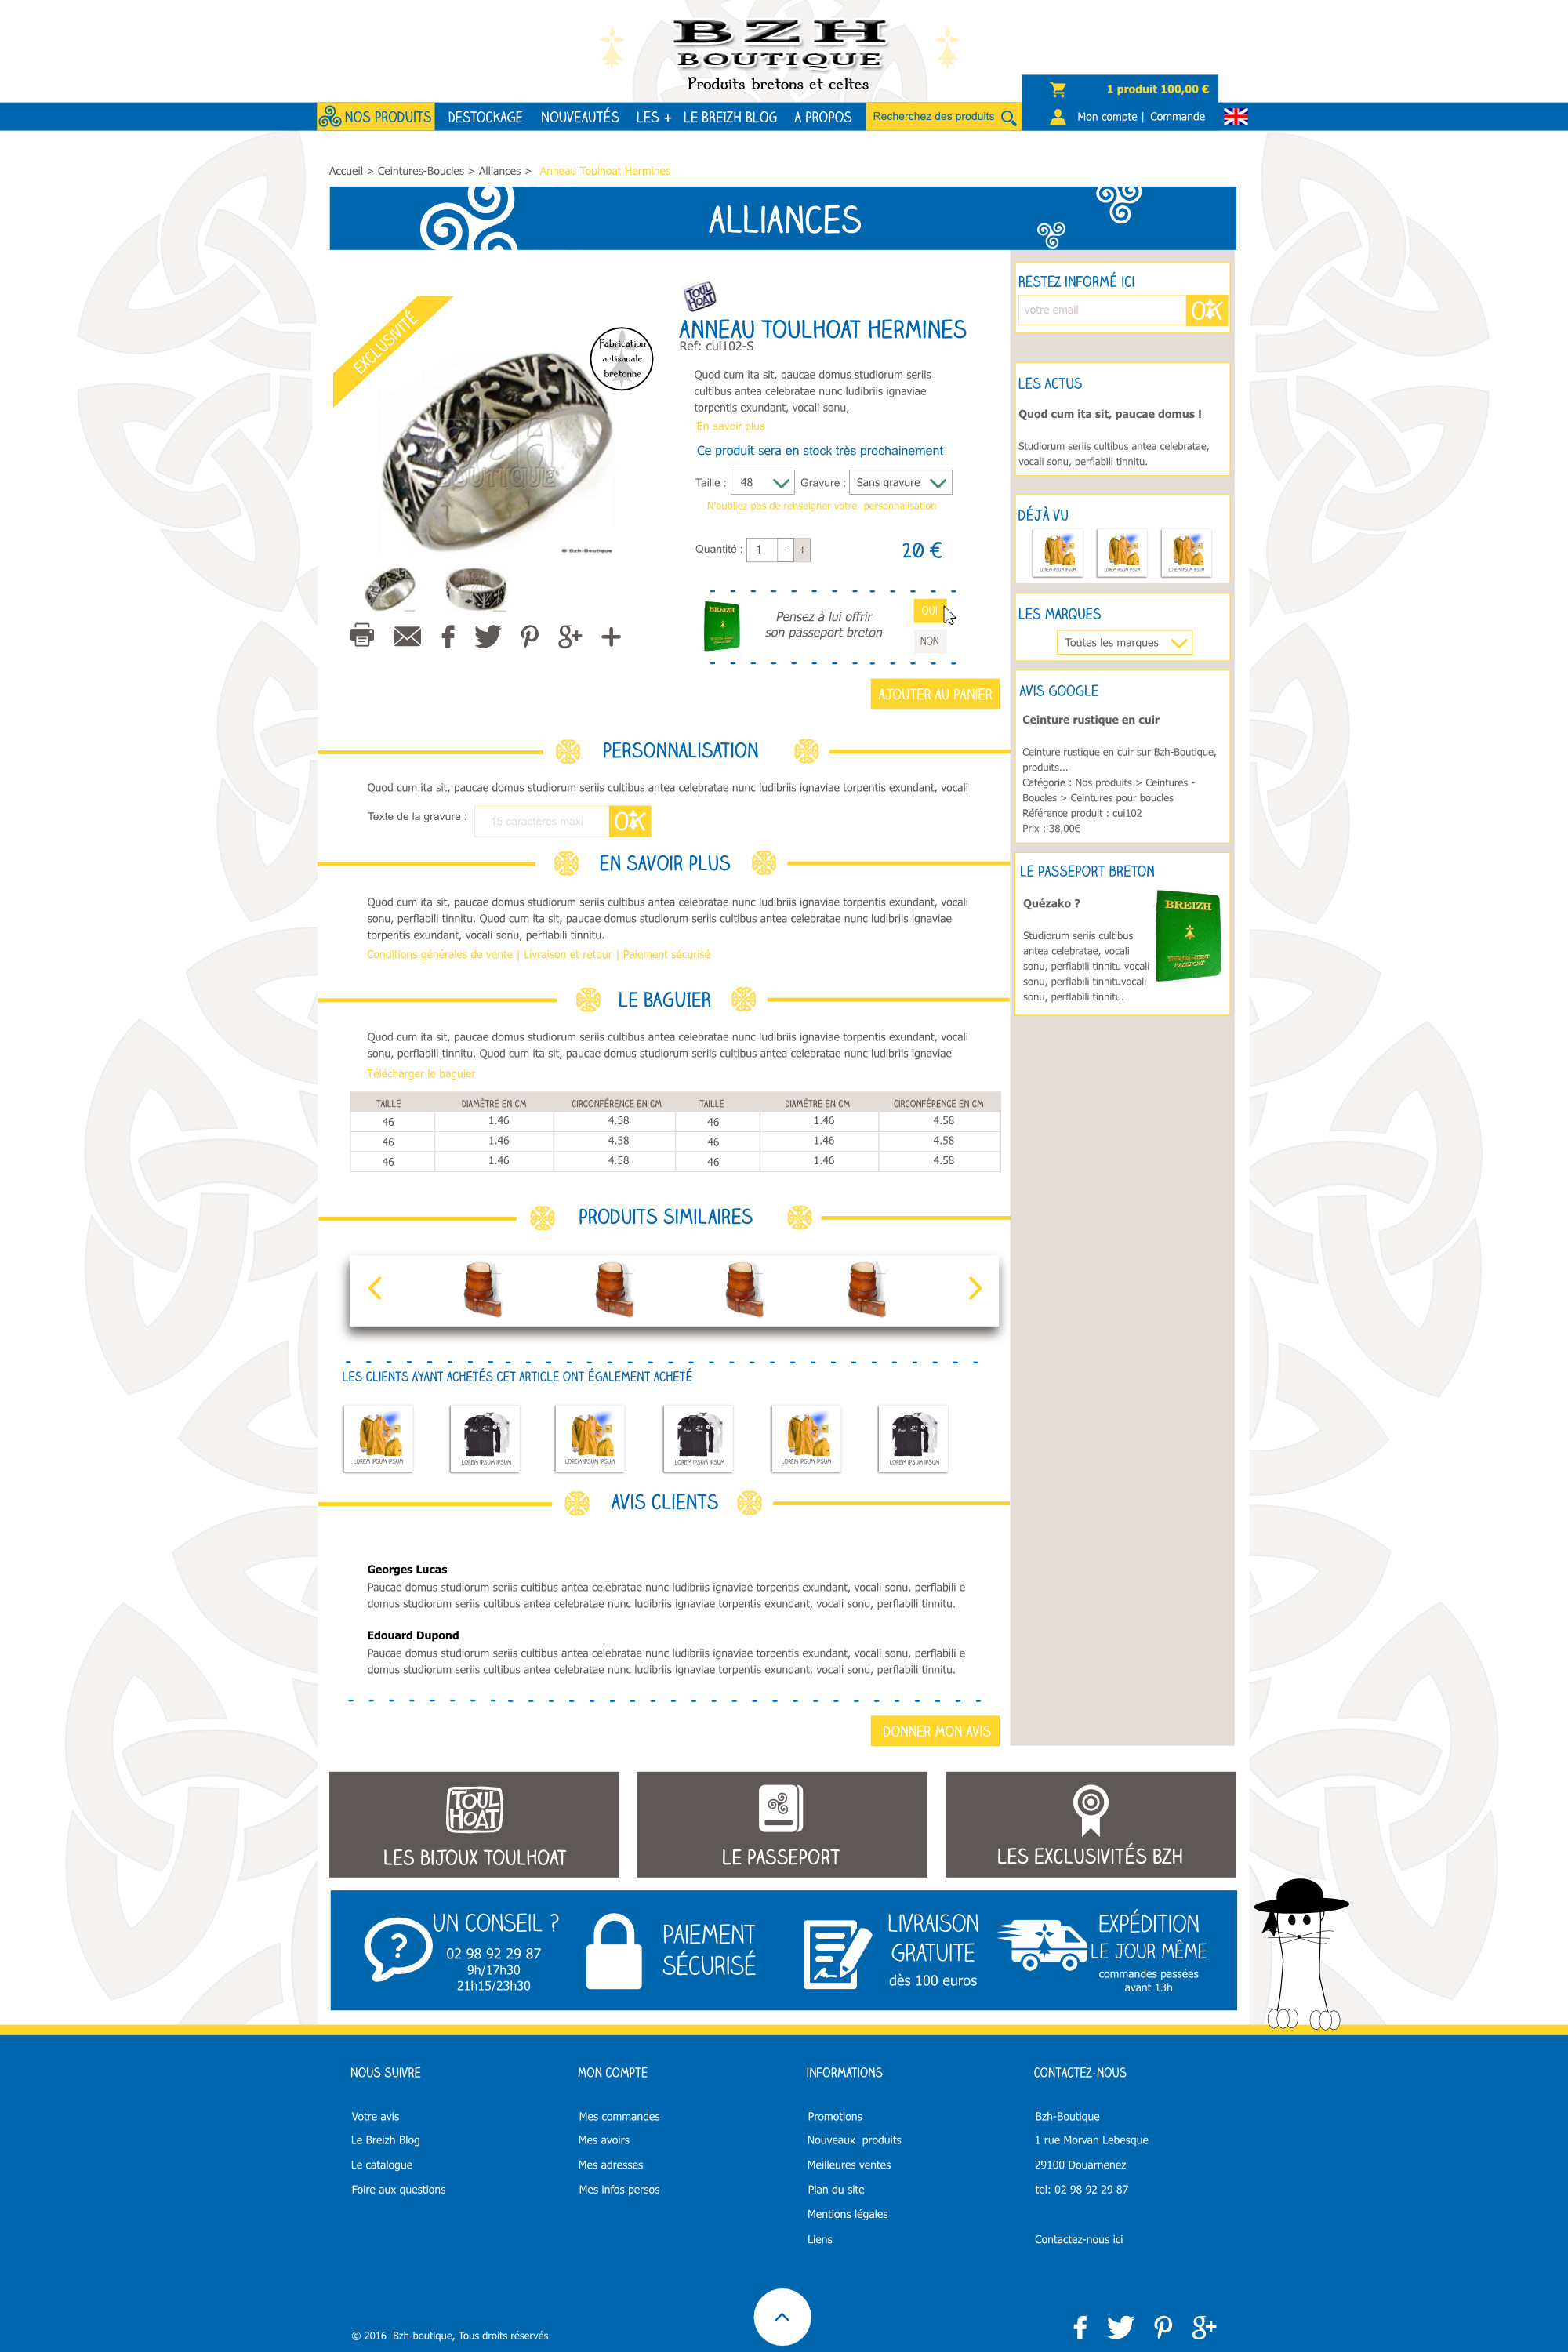 BZH
BOUTIQUE
Produits bretons et celtes
1 produit 100,00 €
NOS PRODUITS
DESTOCKAGE
NOUVEAUTÉS
LES +
LE BREIZH BLOG
A PROPOS
Recherchez des produits
Mon compte | Commande
Accueil > Ceintures-Boucles > Alliances > Anneau Toulhoat Hermines
ALLIANCES
EXCLUSIVITÉ
Fabrication
artisanale
bretonne
BOUTIQUE
© Bzh-Boutique
TOUL
HOAT
ANNEAU TOULHOAT HERMINES
Ref: cui102-S
Quod cum ita sit, paucae domus studiorum seriis
cultibus antea celebratae nunc ludibriis ignaviae
torpentis exundant, vocali sonu,
En savoir plus
Ce produit sera en stock très prochainement
Taille : 48 Gravure : Sans gravure
N'oubliez pas de renseigner votre personnalisation
Quantité : 1 - +
20 €
BREIZH
Pensez à lui offrir
son passeport breton
OUI
NON
AJOUTER AU PANIER
RESTEZ INFORMÉ ICI
votre email
OK
LES ACTUS
Quod cum ita sit, paucae domus !
Studiorum seriis cultibus antea celebratae,
vocali sonu, perflabili tinnitu.
DÉJÀ VU
LOREM IPSUM IPSUM
LOREM IPSUM IPSUM
LOREM IPSUM IPSUM
LES MARQUES
Toutes les marques
AVIS GOOGLE
Ceinture rustique en cuir
Ceinture rustique en cuir sur Bzh-Boutique,
produits...
Catégorie : Nos produits > Ceintures -
Boucles > Ceintures pour boucles
Référence produit : cui102
Prix : 38,00€
LE PASSEPORT BRETON
Quézako ?
Studiorum seriis cultibus
antea celebratae, vocali
sonu, perflabili tinnitu vocali
sonu, perflabili tinnituvocali
sonu, perflabili tinnitu.
BREIZH
PASSPORT
PERSONNALISATION
Quod cum ita sit, paucae domus studiorum seriis cultibus antea celebratae nunc ludibriis ignaviae torpentis exundant, vocali
Texte de la gravure : 15 caractères maxi OK
EN SAVOIR PLUS
Quod cum ita sit, paucae domus studiorum seriis cultibus antea celebratae nunc ludibriis ignaviae torpentis exundant, vocali
sonu, perflabili tinnitu. Quod cum ita sit, paucae domus studiorum seriis cultibus antea celebratae nunc ludibriis ignaviae
torpentis exundant, vocali sonu, perflabili tinnitu.
Conditions générales de vente | Livraison et retour | Paiement sécurisé
LE BAGUIER
Quod cum ita sit, paucae domus studiorum seriis cultibus antea celebratae nunc ludibriis ignaviae torpentis exundant, vocali
sonu, perflabili tinnitu. Quod cum ita sit, paucae domus studiorum seriis cultibus antea celebratae nunc ludibriis ignaviae
Télécharger le baguier
TAILLE DIAMÈTRE EN CM CIRCONFÉRENCE EN CM TAILLE DIAMÈTRE EN CM CIRCONFÉRENCE EN CM
46 1.46 4.58 46 1.46 4.58
46 1.46 4.58 46 1.46 4.58
46 1.46 4.58 46 1.46 4.58
PRODUITS SIMILAIRES
LES CLIENTS AYANT ACHETÉS CET ARTICLE ONT ÉGALEMENT ACHETÉ
LOREM IPSUM IPSUM
LOREM IPSUM IPSUM
LOREM IPSUM IPSUM
LOREM IPSUM IPSUM
LOREM IPSUM IPSUM
LOREM IPSUM IPSUM
AVIS CLIENTS
Georges Lucas
Paucae domus studiorum seriis cultibus antea celebratae nunc ludibriis ignaviae torpentis exundant, vocali sonu, perflabili e
domus studiorum seriis cultibus antea celebratae nunc ludibriis ignaviae torpentis exundant, vocali sonu, perflabili tinnitu.
Edouard Dupond
Paucae domus studiorum seriis cultibus antea celebratae nunc ludibriis ignaviae torpentis exundant, vocali sonu, perflabili e
domus studiorum seriis cultibus antea celebratae nunc ludibriis ignaviae torpentis exundant, vocali sonu, perflabili tinnitu.
DONNER MON AVIS
TOUL
HOAT
LES BIJOUX TOULHOAT
LE PASSEPORT
LES EXCLUSIVITÉS BZH
UN CONSEIL ?
02 98 92 29 87
9h/17h30
21h15/23h30
PAIEMENT
SÉCURISÉ
LIVRAISON
GRATUITE
dès 100 euros
EXPÉDITION
LE JOUR MÊME
commandes passées
avant 13h
NOUS SUIVRE
Votre avis
Le Breizh Blog
Le catalogue
Foire aux questions
MON COMPTE
Mes commandes
Mes avoirs
Mes adresses
Mes infos persos
INFORMATIONS
Promotions
Nouveaux produits
Meilleures ventes
Plan du site
Mentions légales
Liens
CONTACTEZ-NOUS
Bzh-Boutique
1 rue Morvan Lebesque
29100 Douarnenez
tel: 02 98 92 29 87
Contactez-nous ici
© 2016 Bzh-boutique, Tous droits réservés